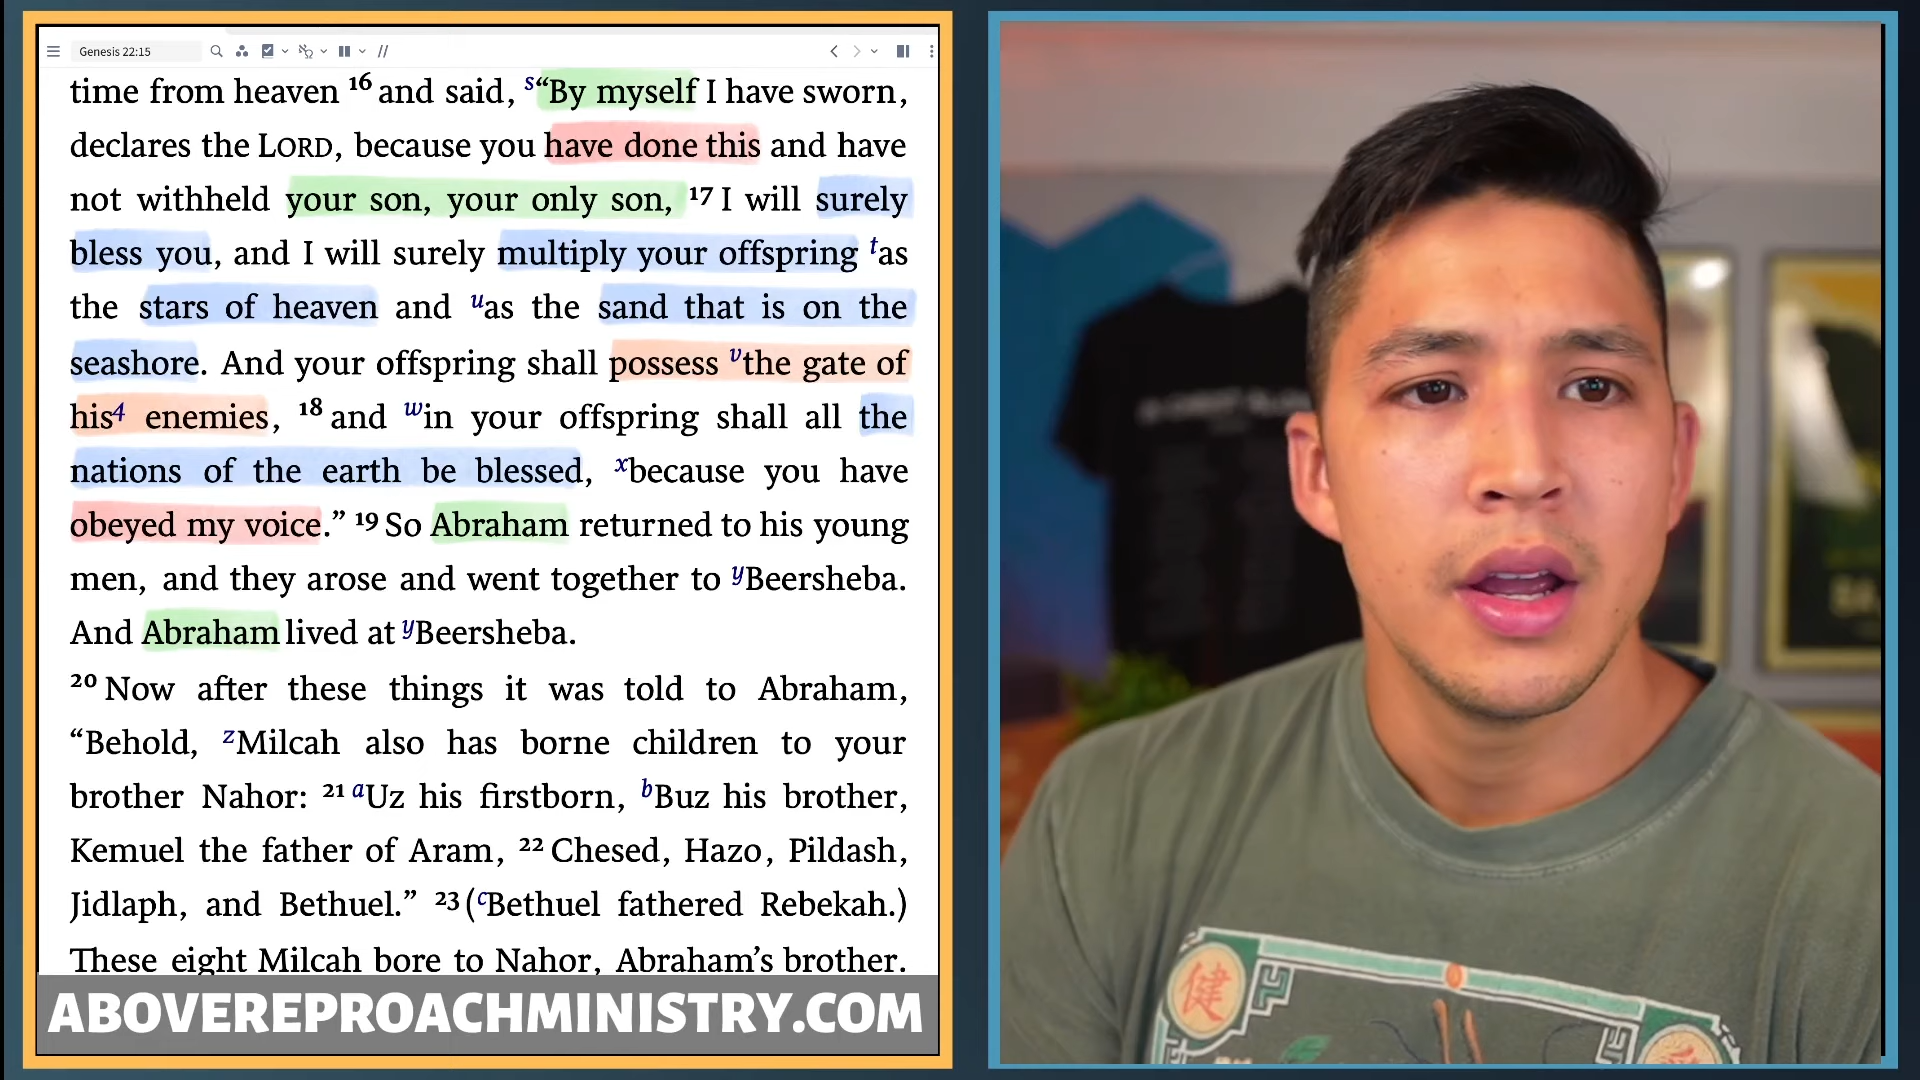 Genesis 22:15
time from heaven 16 and said, s“By myself I have sworn,
declares the LORD, because you have done this and have
not withheld your son, your only son, 17 I will surely
bless you, and I will surely multiply your offspring tas
the stars of heaven and uas the sand that is on the
seashore. And your offspring shall possess vthe gate of
his4 enemies, 18 and win your offspring shall all the
nations of the earth be blessed, xbecause you have
obeyed my voice.” 19 So Abraham returned to his young
men, and they arose and went together to yBeersheba.
And Abraham lived at yBeersheba.
20 Now after these things it was told to Abraham,
“Behold, zMilcah also has borne children to your
brother Nahor: 21 aUz his firstborn, bBuz his brother,
Kemuel the father of Aram, 22 Chesed, Hazo, Pildash,
Jidlaph, and Bethuel.” 23 (cBethuel fathered Rebekah.)
These eight Milcah bore to Nahor, Abraham’s brother.
ABOVEREPROACHMINISTRY.COM
健